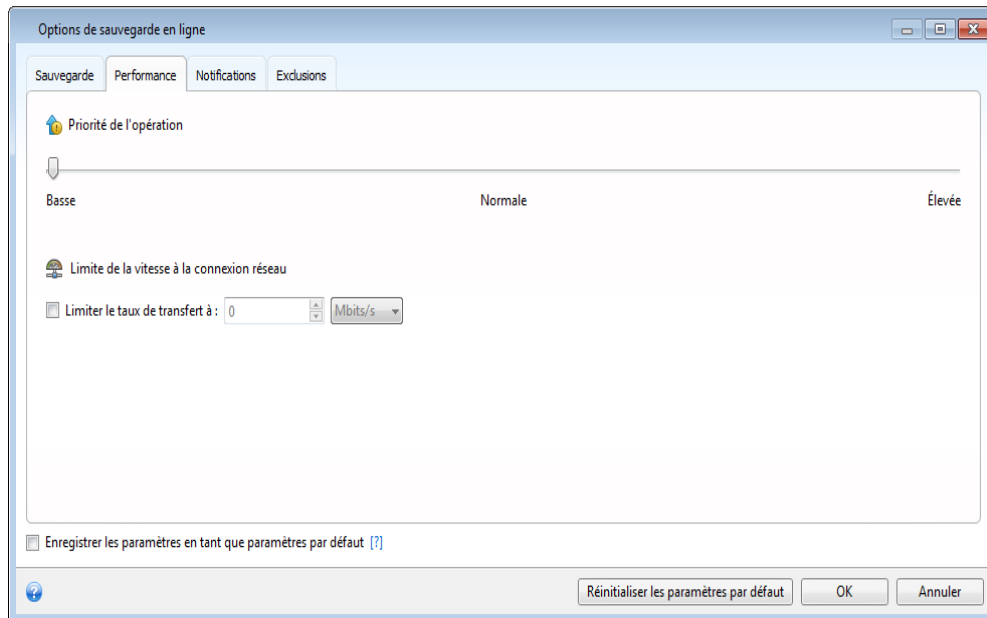 Options de sauvegarde en ligne
Sauvegarde Performance Notifications Exclusions
Priorité de l'opération
Basse Normale Élevée
Limite de la vitesse à la connexion réseau
Limiter le taux de transfert à : 0 Mbits/s
Enregistrer les paramètres en tant que paramètres par défaut [?]
Réinitialiser les paramètres par défaut OK Annuler